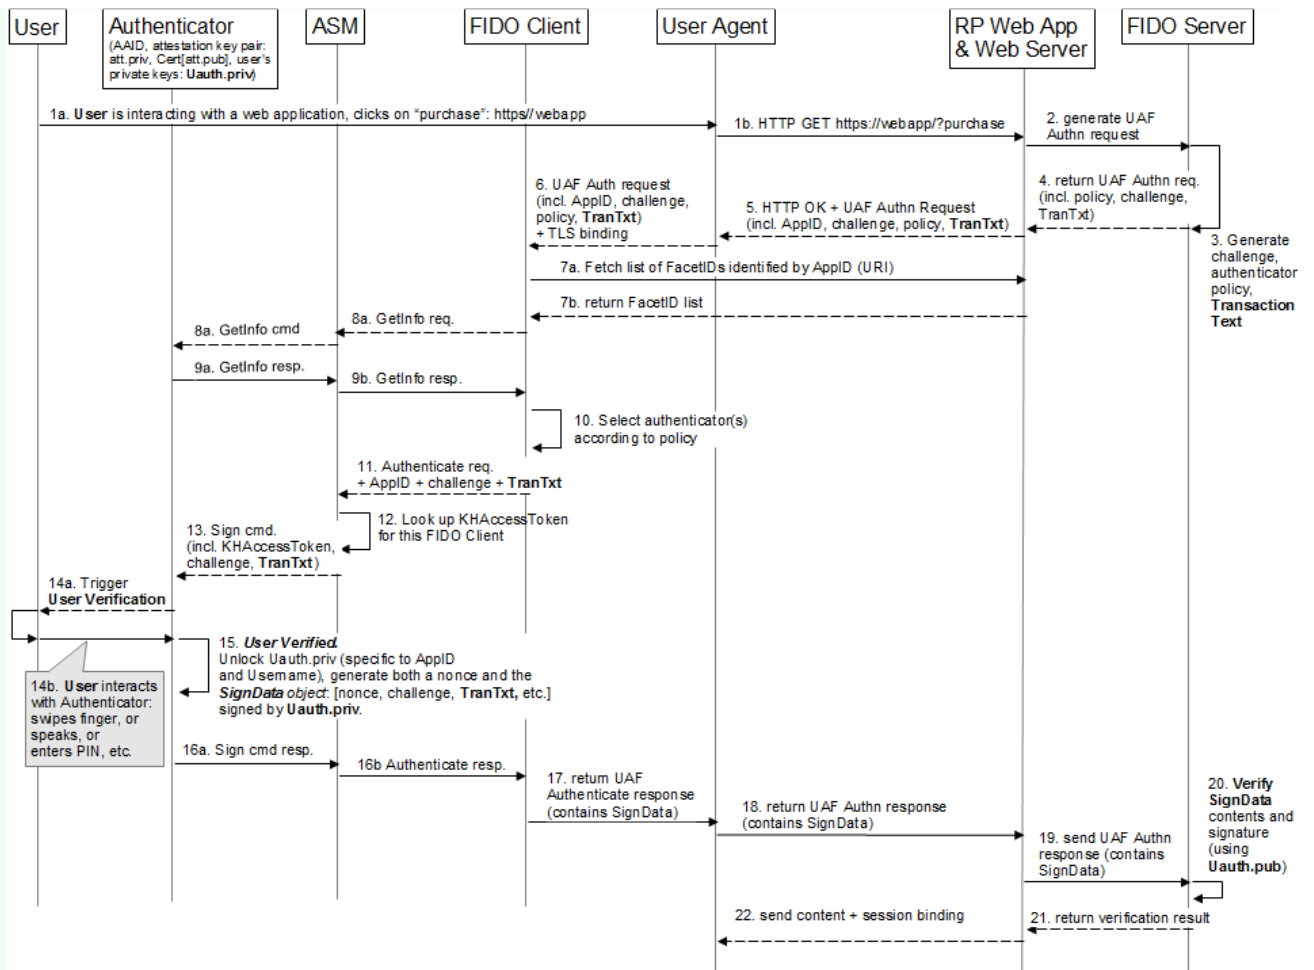 User
Authenticator
(AAID, attestation key pair:
att.priv, Cert[att.pub], user's
private keys: Uauth.priv)
ASM
FIDO Client
User Agent
RP Web App
& Web Server
FIDO Server
1a. User is interacting with a web application, clicks on “purchase”: https//webapp
1b. HTTP GET https://webapp/?purchase
2. generate UAF
Authn request
3. Generate
challenge,
authenticator
policy,
Transaction
Text
4. return UAF Authn req.
(incl. policy, challenge,
TranTxt)
5. HTTP OK + UAF Authn Request
(incl. AppID, challenge, policy, TranTxt)
6. UAF Auth request
(incl. AppID, challenge,
policy, TranTxt)
+ TLS binding
7a. Fetch list of FacetIDs identified by AppID (URI)
7b. return FacetID list
8a. GetInfo req.
8a. GetInfo cmd
9a. GetInfo resp.
9b. GetInfo resp.
10. Select authenticator(s)
according to policy
11. Authenticate req.
+ AppID + challenge + TranTxt
12. Look up KHAccessToken
for this FIDO Client
13. Sign cmd.
(incl. KHAccessToken,
challenge, TranTxt)
14a. Trigger
User Verification
14b. User interacts
with Authenticator:
swipes finger, or
speaks, or
enters PIN, etc.
15. User Verified.
Unlock Uauth.priv (specific to AppID
and Username), generate both a nonce and the
SignData object: [nonce, challenge, TranTxt, etc.]
signed by Uauth.priv.
16a. Sign cmd resp.
16b Authenticate resp.
17. return UAF
Authenticate response
(contains SignData)
18. return UAF Authn response
(contains SignData)
19. send UAF Authn
response (contains
SignData)
20. Verify
SignData
contents and
signature
(using
Uauth.pub)
21. return verification result
22. send content + session binding